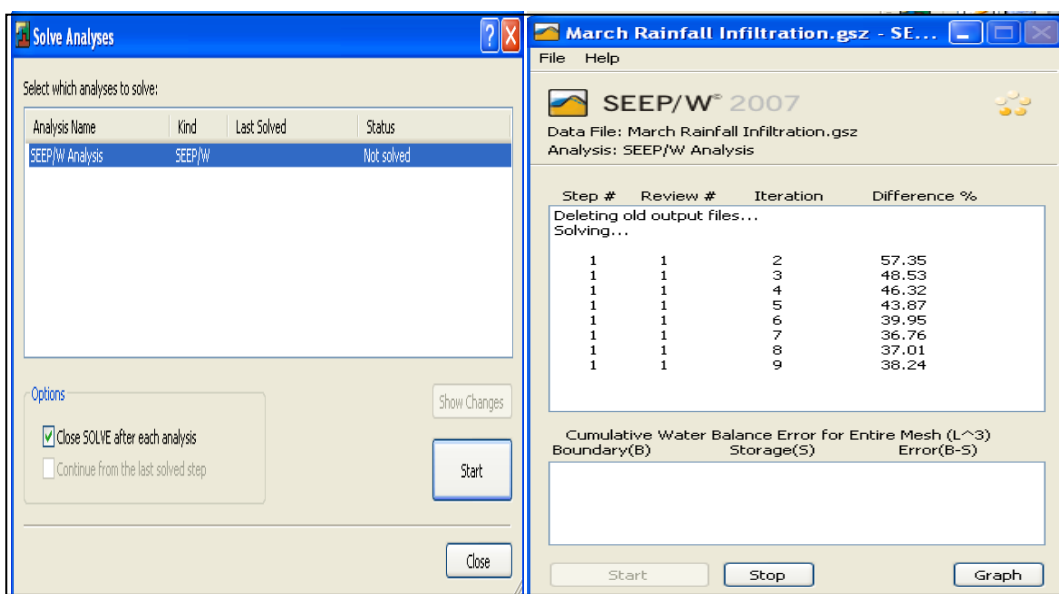 Solve Analyses
Select which analyses to solve:
Analysis Name Kind Last Solved Status
SEEP/W Analysis SEEP/W Not solved
Options
Close SOLVE after each analysis
Continue from the last solved step
Show Changes
Start
Close
March Rainfall Infiltration.gsz - SE...
File Help
SEEP/W® 2007
Data File: March Rainfall Infiltration.gsz
Analysis: SEEP/W Analysis
Step # Review # Iteration Difference %
Deleting old output files...
Solving...
1 1 2 57.35
1 1 3 48.53
1 1 4 46.32
1 1 5 43.87
1 1 6 39.95
1 1 7 36.76
1 1 8 37.01
1 1 9 38.24
Cumulative Water Balance Error for Entire Mesh (L^3)
Boundary(B) Storage(S) Error(B-S)
Start Stop Graph